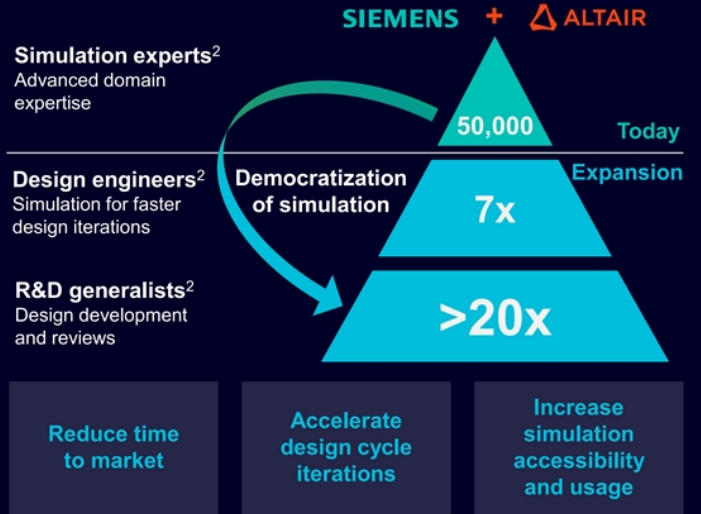 SIEMENS + ALTAIR
Simulation experts²
Advanced domain
expertise
50,000
Today
Expansion
Design engineers²
Simulation for faster
design iterations
Democratization
of simulation
7x
R&D generalists²
Design development
and reviews
>20x
Reduce time
to market
Accelerate
design cycle
iterations
Increase
simulation
accessibility
and usage